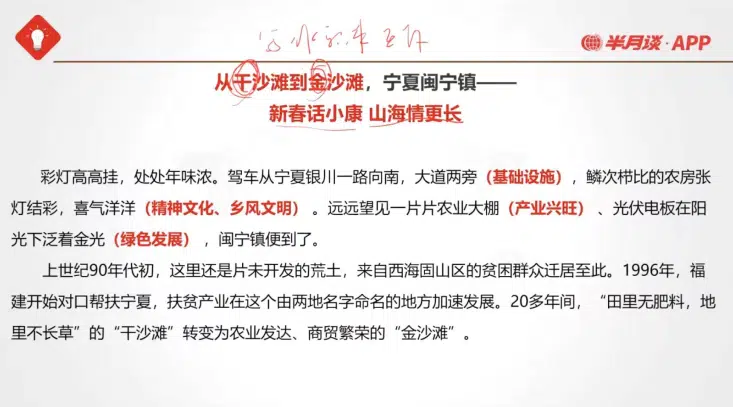 半月谈·APP
从干沙滩到金沙滩，宁夏闽宁镇——
新春话小康 山海情更长
彩灯高高挂，处处年味浓。驾车从宁夏银川一路向南，大道两旁（基础设施），鳞次栉比的农房张
灯结彩，喜气洋洋（精神文化、乡风文明）。远远望见一片片农业大棚（产业兴旺）、光伏电板在阳
光下泛着金光（绿色发展），闽宁镇便到了。
上世纪90年代初，这里还是片未开发的荒土，来自西海固山区的贫困群众迁居至此。1996年，福
建开始对口帮扶宁夏，扶贫产业在这个由两地名字命名的地方加速发展。20多年间，“田里无肥料，地
里不长草”的“干沙滩”转变为农业发达、商贸繁荣的“金沙滩”。